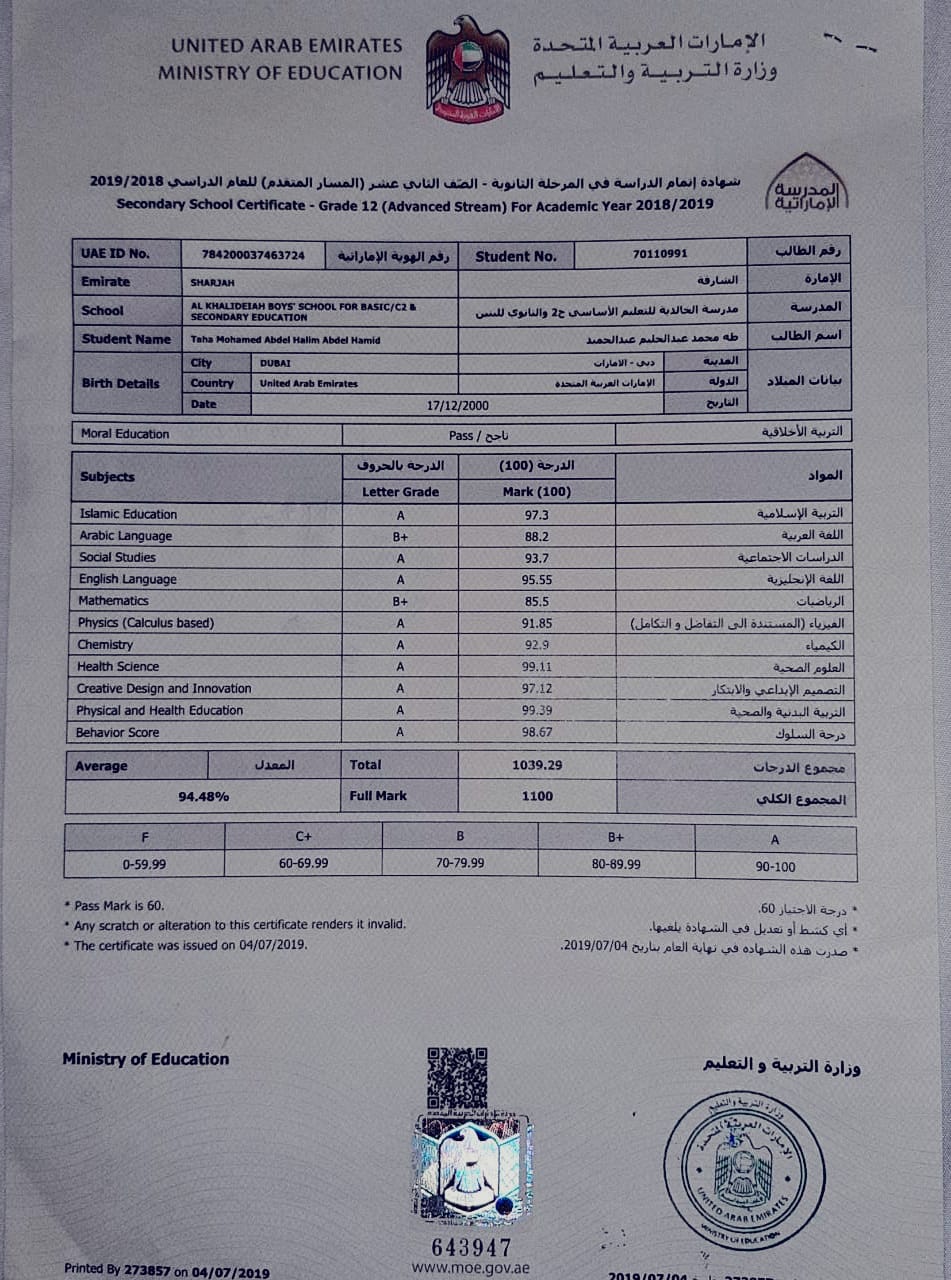 UNITED ARAB EMIRATES
MINISTRY OF EDUCATION
الإمارات العربية المتحدة
وزارة التربية والتعليم
المدرسة
الإماراتية
شهادة إتمام الدراسة في المرحلة الثانوية - الصّف الثاني عشر (المسار المتقدم) للعام الدراسي 2019/2018
Secondary School Certificate - Grade 12 (Advanced Stream) For Academic Year 2018/2019
UAE ID No. 784200037463724 رقم الهوية الإماراتية Student No. 70110991 رقم الطالب
Emirate SHARJAH الشارقة الإمارة
School AL KHALIDEIAH BOYS' SCHOOL FOR BASIC/C2 & SECONDARY EDUCATION مدرسة الخالدية للتعليم الأساسي ح2 والثانوي للبنين المدرسة
Student Name Taha Mohamed Abdel Halim Abdel Hamid طه محمد عبدالحليم عبدالحميد اسم الطالب
Birth Details City DUBAI دبي - الامارات المدينة بيانات الميلاد
Country United Arab Emirates الإمارات العربية المتحدة الدولة
Date 17/12/2000 التاريخ
Moral Education Pass / ناجح التربية الأخلاقية
Subjects الدرجة بالحروف الدرجة (100) المواد
Letter Grade Mark (100)
Islamic Education A 97.3 التربية الإسلامية
Arabic Language B+ 88.2 اللغة العربية
Social Studies A 93.7 الدراسات الاجتماعية
English Language A 95.55 اللغة الإنجليزية
Mathematics B+ 85.5 الرياضيات
Physics (Calculus based) A 91.85 الفيزياء (المستندة الى التفاضل و التكامل)
Chemistry A 92.9 الكيمياء
Health Science A 99.11 العلوم الصحية
Creative Design and Innovation A 97.12 التصميم الإبداعي والابتكار
Physical and Health Education A 99.39 التربية البدنية والصحية
Behavior Score A 98.67 درجة السلوك
Average المعدل Total 1039.29 مجموع الدرجات
94.48% Full Mark 1100 المجموع الكلي
F C+ B B+ A
0-59.99 60-69.99 70-79.99 80-89.99 90-100
* Pass Mark is 60. * درجة الاجتياز 60.
* Any scratch or alteration to this certificate renders it invalid. * أي كشط أو تعديل في الشهادة يلغيها.
* The certificate was issued on 04/07/2019. * صدرت هذه الشهاده في نهاية العام بتاريخ 2019/07/04.
Ministry of Education وزارة التربية و التعليم
وزارة التربية والتعليم
الإمارات العربية المتحدة
UNITED ARAB EMIRATES
MINISTRY OF EDUCATION
643947
www.moe.gov.ae
Printed By 273857 on 04/07/2019
2019/07/04